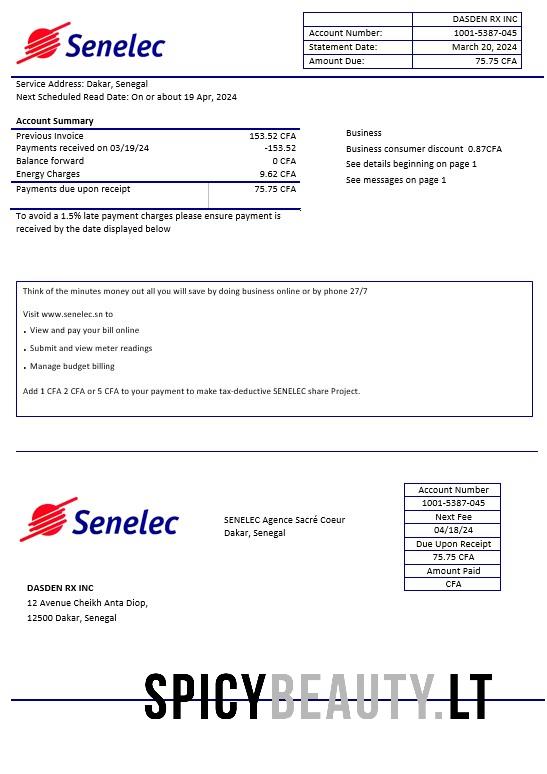 Senelec
DASDEN RX INC
Account Number: 1001-5387-045
Statement Date: March 20, 2024
Amount Due: 75.75 CFA
Service Address: Dakar, Senegal
Next Scheduled Read Date: On or about 19 Apr, 2024
Account Summary
Previous Invoice 153.52 CFA
Payments received on 03/19/24 -153.52
Balance forward 0 CFA
Energy Charges 9.62 CFA
Payments due upon receipt 75.75 CFA
To avoid a 1.5% late payment charges please ensure payment is
received by the date displayed below
Business
Business consumer discount 0.87CFA
See details beginning on page 1
See messages on page 1
Think of the minutes money out all you will save by doing business online or by phone 27/7
Visit www.senelec.sn to
• View and pay your bill online
• Submit and view meter readings
• Manage budget billing
Add 1 CFA 2 CFA or 5 CFA to your payment to make tax-deductive SENELEC share Project.
Senelec
SENELEC Agence Sacré Coeur
Dakar, Senegal
Account Number
1001-5387-045
Next Fee
04/18/24
Due Upon Receipt
75.75 CFA
Amount Paid
CFA
DASDEN RX INC
12 Avenue Cheikh Anta Diop,
12500 Dakar, Senegal
SPICYBEAUTY.LT